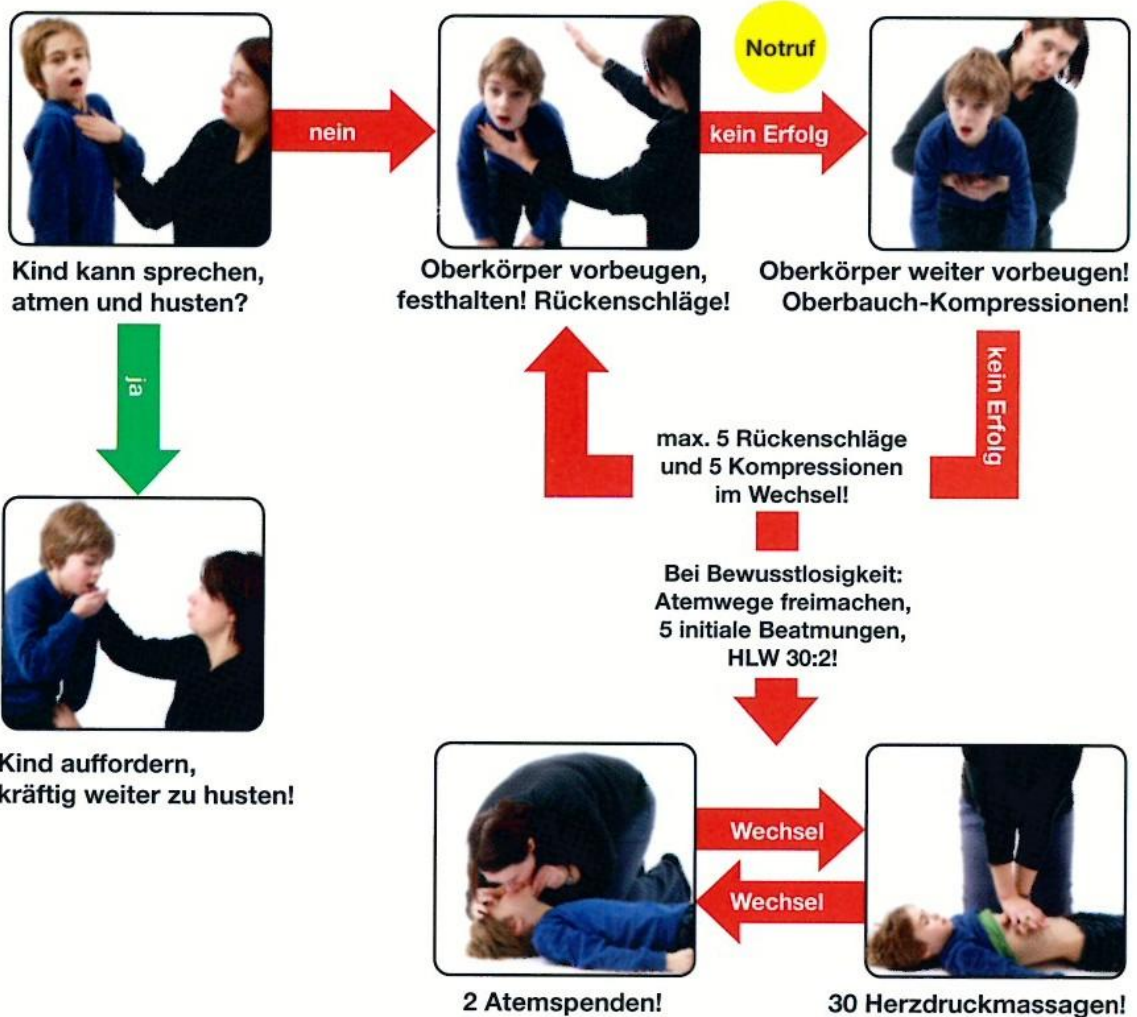 Notruf
nein
kein Erfolg
Kind kann sprechen,
atmen und husten?
Oberkörper vorbeugen,
festhalten! Rückenschläge!
Oberkörper weiter vorbeugen!
Oberbauch-Kompressionen!
ja
kein Erfolg
max. 5 Rückenschläge
und 5 Kompressionen
im Wechsel!
Bei Bewusstlosigkeit:
Atemwege freimachen,
5 initiale Beatmungen,
HLW 30:2!
Kind auffordern,
kräftig weiter zu husten!
Wechsel
Wechsel
2 Atemspenden!
30 Herzdruckmassagen!